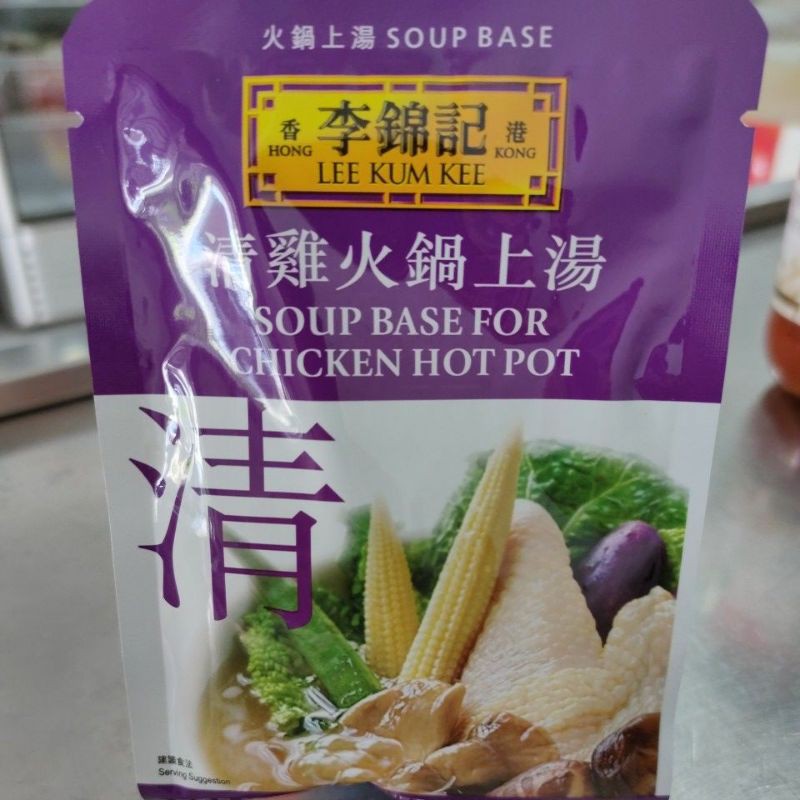 火鍋上湯 SOUP BASE
香 李錦記 港
HONG LEE KUM KEE KONG
清雞火鍋上湯
SOUP BASE FOR
CHICKEN HOT POT
清
建議食法
Serving Suggestion